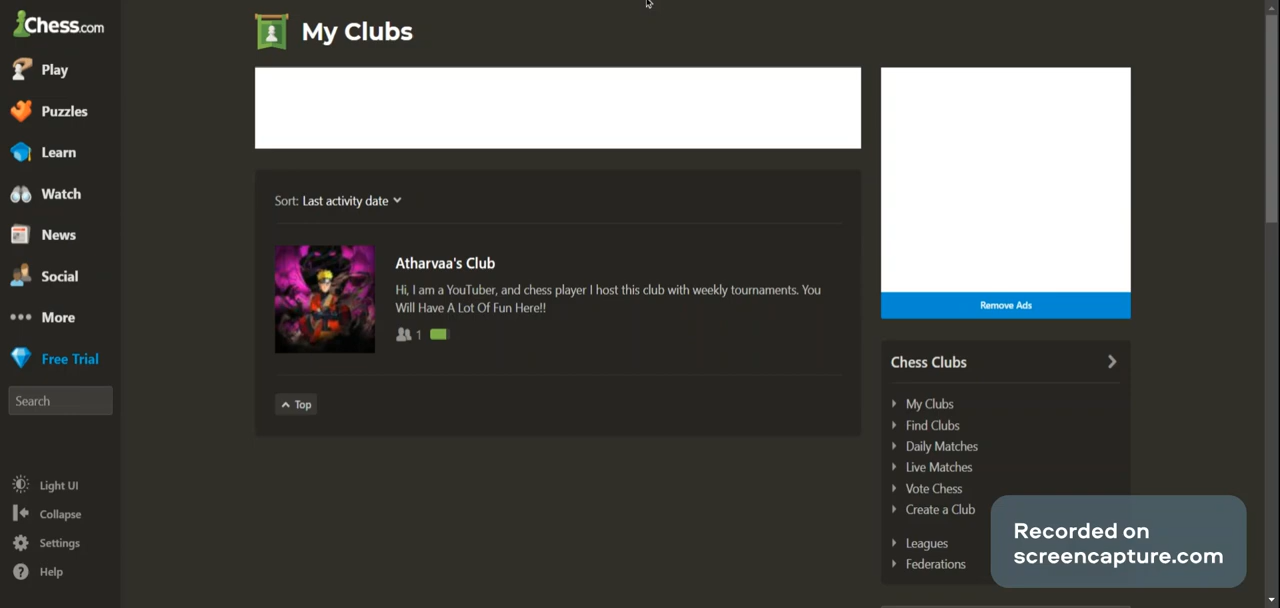 Chess.com
Play
Puzzles
Learn
Watch
News
Social
More
Free Trial
Search
Light UI
Collapse
Settings
Help
My Clubs
Sort: Last activity date
Atharvaa's Club
Hi, I am a YouTuber, and chess player I host this club with weekly tournaments. You
Will Have A Lot Of Fun Here!!
1
Top
Remove Ads
Chess Clubs
My Clubs
Find Clubs
Daily Matches
Live Matches
Vote Chess
Create a Club
Leagues
Federations
Recorded on
screencapture.com